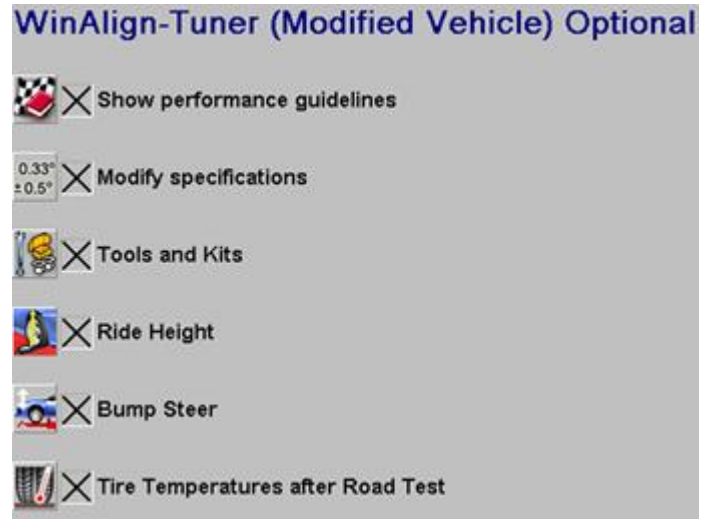 WinAlign-Tuner (Modified Vehicle) Optional
Show performance guidelines
0.33°
±0.5°
Modify specifications
Tools and Kits
Ride Height
Bump Steer
Tire Temperatures after Road Test